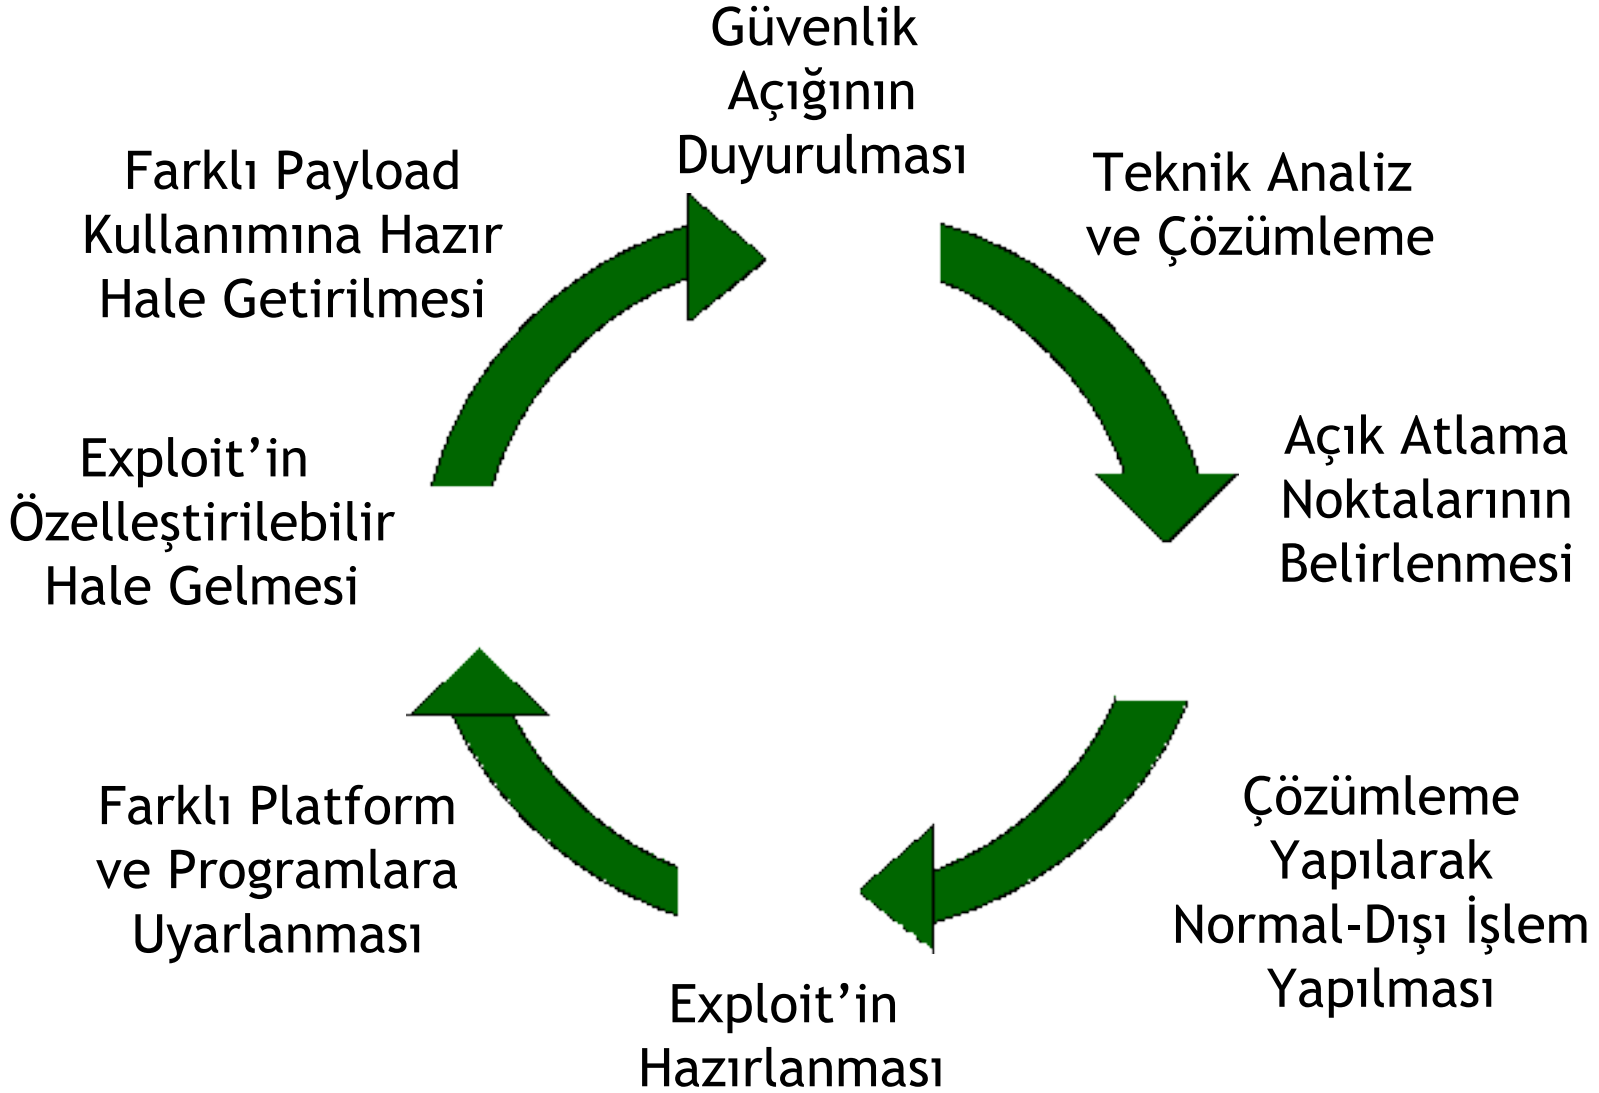 Güvenlik
Açığının
Duyurulması
Teknik Analiz
ve Çözümleme
Açık Atlama
Noktalarının
Belirlenmesi
Çözümleme
Yapılarak
Normal-Dışı İşlem
Yapılması
Exploit’in
Hazırlanması
Farklı Platform
ve Programlara
Uyarlanması
Exploit’in
Özelleştirilebilir
Hale Gelmesi
Farklı Payload
Kullanımına Hazır
Hale Getirilmesi